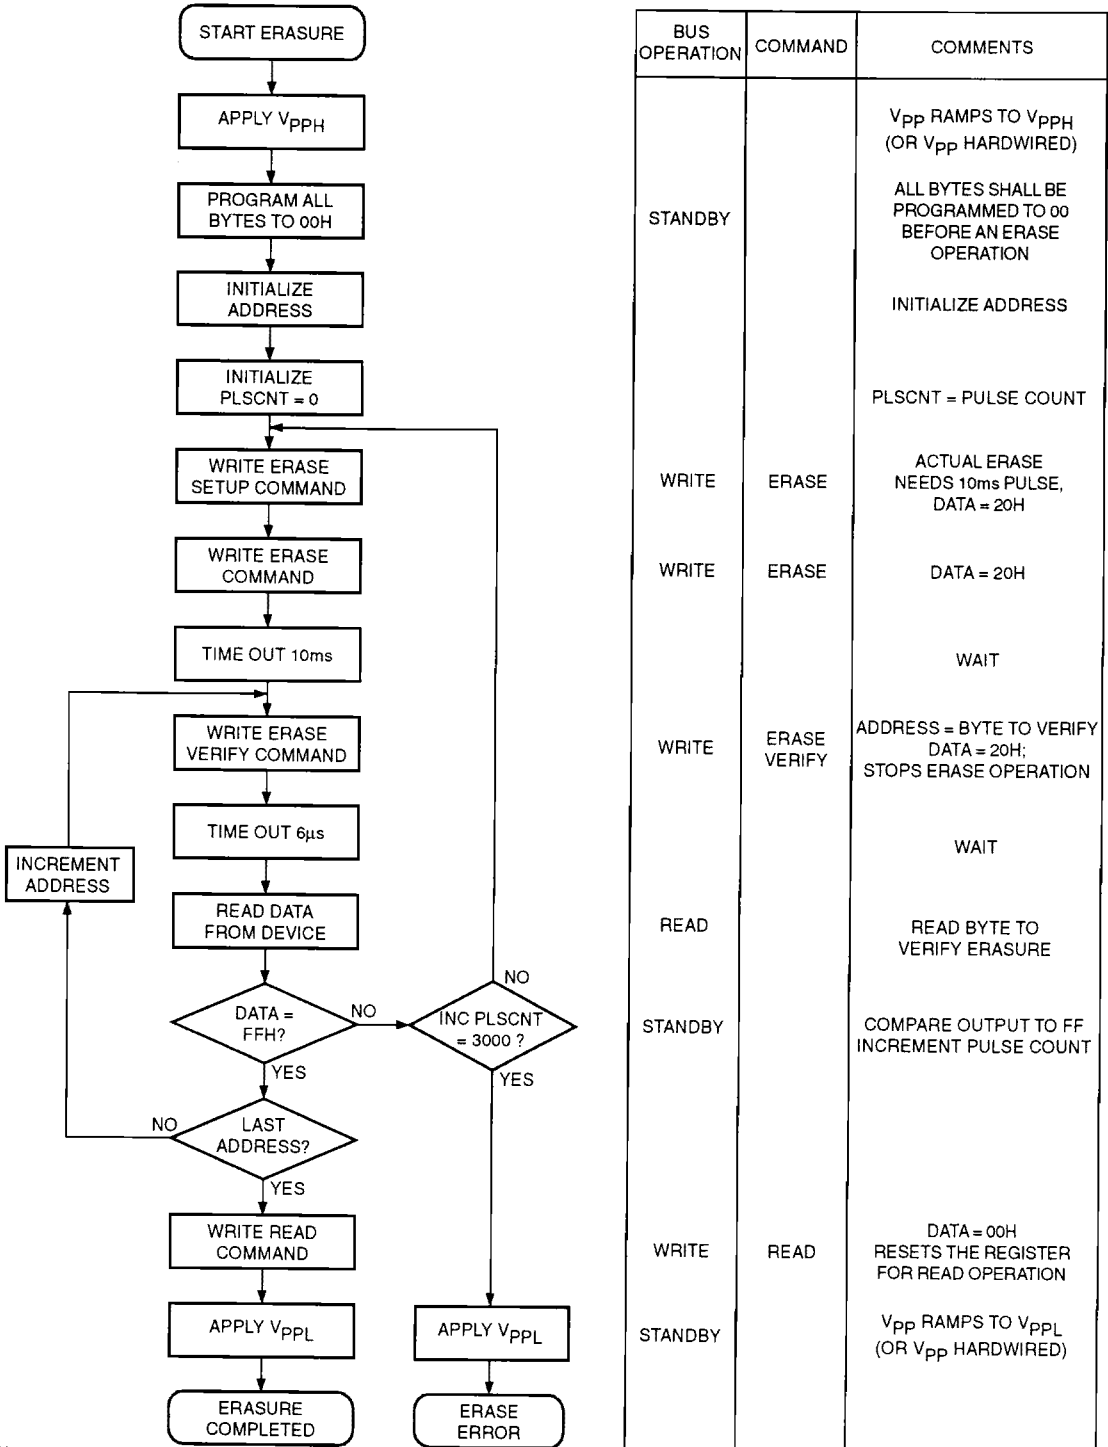 START ERASURE
APPLY VPPH
PROGRAM ALL
BYTES TO 00H
INITIALIZE
ADDRESS
INITIALIZE
PLSCNT = 0
WRITE ERASE
SETUP COMMAND
WRITE ERASE
COMMAND
TIME OUT 10ms
WRITE ERASE
VERIFY COMMAND
TIME OUT 6µs
INCREMENT
ADDRESS
READ DATA
FROM DEVICE
DATA =
FFH?
NO
YES
INC PLSCNT
= 3000 ?
NO
YES
LAST
ADDRESS?
NO
YES
WRITE READ
COMMAND
APPLY VPPL
APPLY VPPL
ERASURE
COMPLETED
ERASE
ERROR
BUS
OPERATION
COMMAND
COMMENTS
VPP RAMPS TO VPPH
(OR VPP HARDWIRED)
STANDBY
ALL BYTES SHALL BE
PROGRAMMED TO 00
BEFORE AN ERASE
OPERATION
INITIALIZE ADDRESS
PLSCNT = PULSE COUNT
WRITE
ERASE
ACTUAL ERASE
NEEDS 10ms PULSE,
DATA = 20H
WRITE
ERASE
DATA = 20H
WAIT
WRITE
ERASE
VERIFY
ADDRESS = BYTE TO VERIFY
DATA = 20H;
STOPS ERASE OPERATION
WAIT
READ
READ BYTE TO
VERIFY ERASURE
STANDBY
COMPARE OUTPUT TO FF
INCREMENT PULSE COUNT
WRITE
READ
DATA = 00H
RESETS THE REGISTER
FOR READ OPERATION
STANDBY
VPP RAMPS TO VPPL
(OR VPP HARDWIRED)